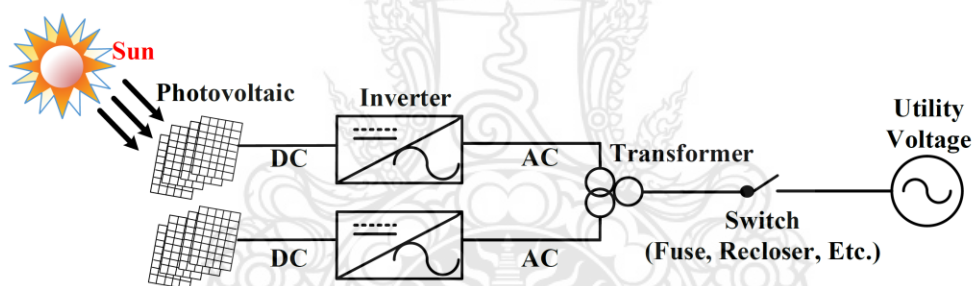 Sun
Photovoltaic
Inverter
Utility
Voltage
DC
AC
Transformer
Switch
(Fuse, Recloser, Etc.)
DC
AC